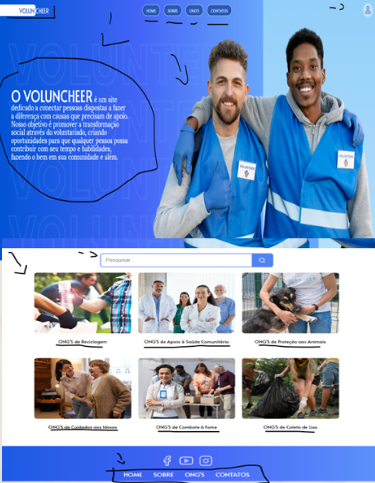 VOLUNCHEER
HOME SOBRE ONGS CONTATOS
VOLUNTEER
O VOLUNCHEER é um site
dedicado a conectar pessoas dispostas a fazer
a diferença com causas que precisam de apoio.
Nosso objetivo é promover a transformação
social através do voluntariado, criando
oportunidades para que qualquer pessoa possa
contribuir com seu tempo e habilidades,
fazendo o bem em sua comunidade e além.
Pesquisar...
ONG'S de Reciclagem
ONG'S de Apoio à Saúde Comunitária
ONG'S de Proteção aos Animais
ONG'S de Cuidados aos Idosos
ONG'S de Combate à Fome
ONG'S de Coleta de Lixo
HOME SOBRE ONG'S CONTATOS